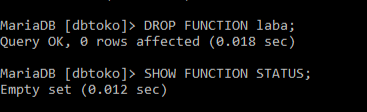 MariaDB [dbtoko]> DROP FUNCTION laba;
Query OK, 0 rows affected (0.018 sec)
MariaDB [dbtoko]> SHOW FUNCTION STATUS;
Empty set (0.012 sec)